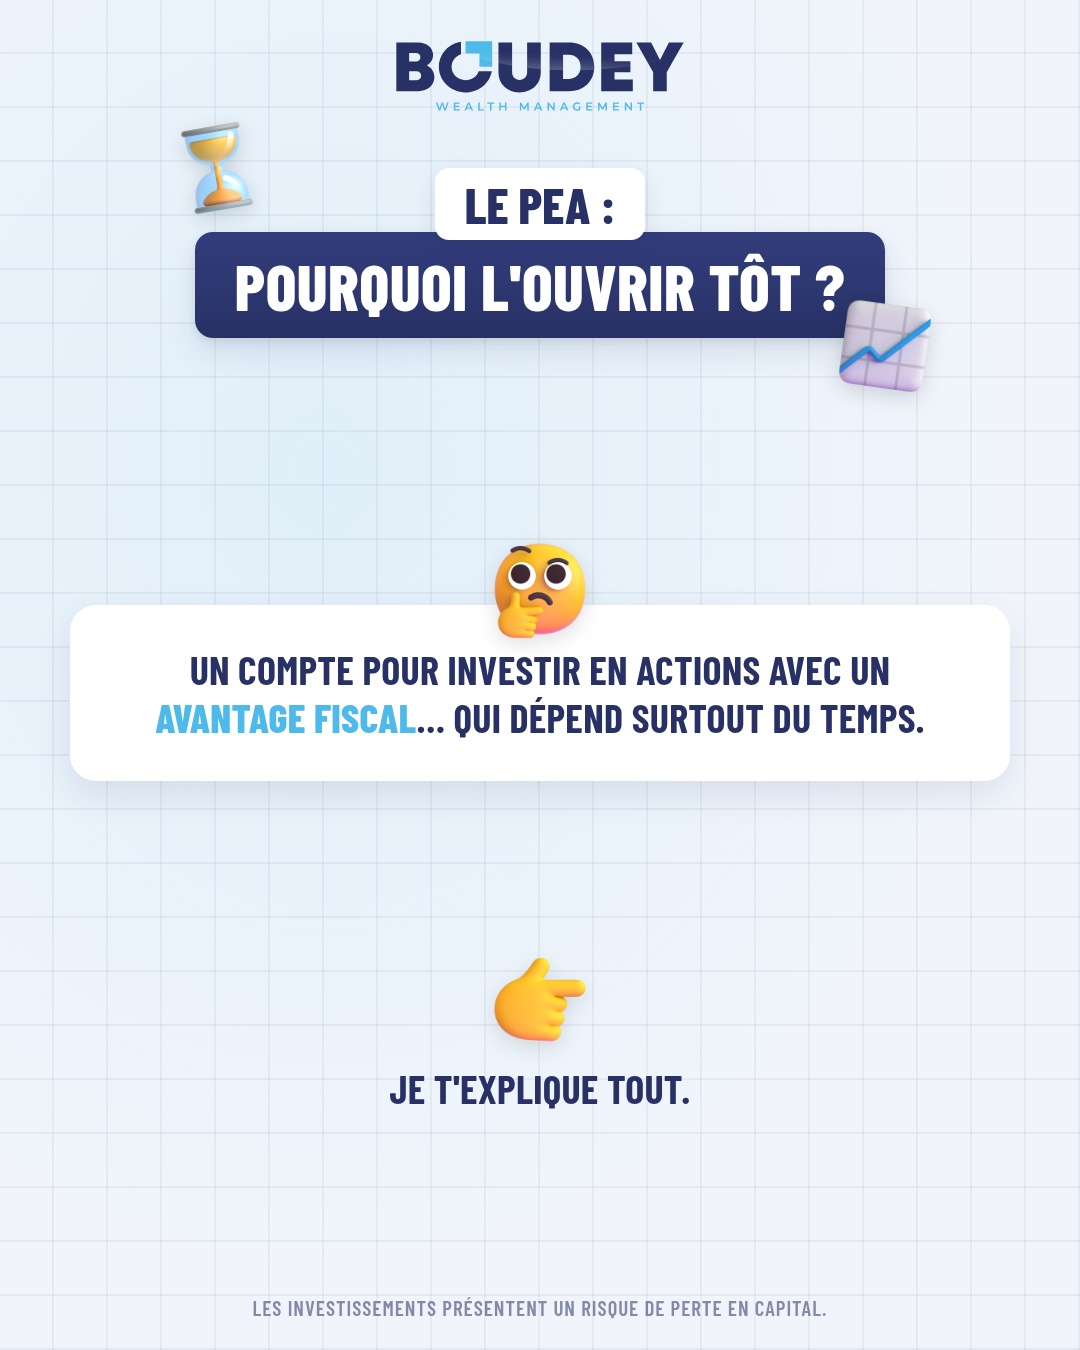 BOUDEY
WEALTH MANAGEMENT
LE PEA :
POURQUOI L'OUVRIR TÔT ?
UN COMPTE POUR INVESTIR EN ACTIONS AVEC UN
AVANTAGE FISCAL... QUI DÉPEND SURTOUT DU TEMPS.
JE T'EXPLIQUE TOUT.
LES INVESTISSEMENTS PRÉSENTENT UN RISQUE DE PERTE EN CAPITAL.